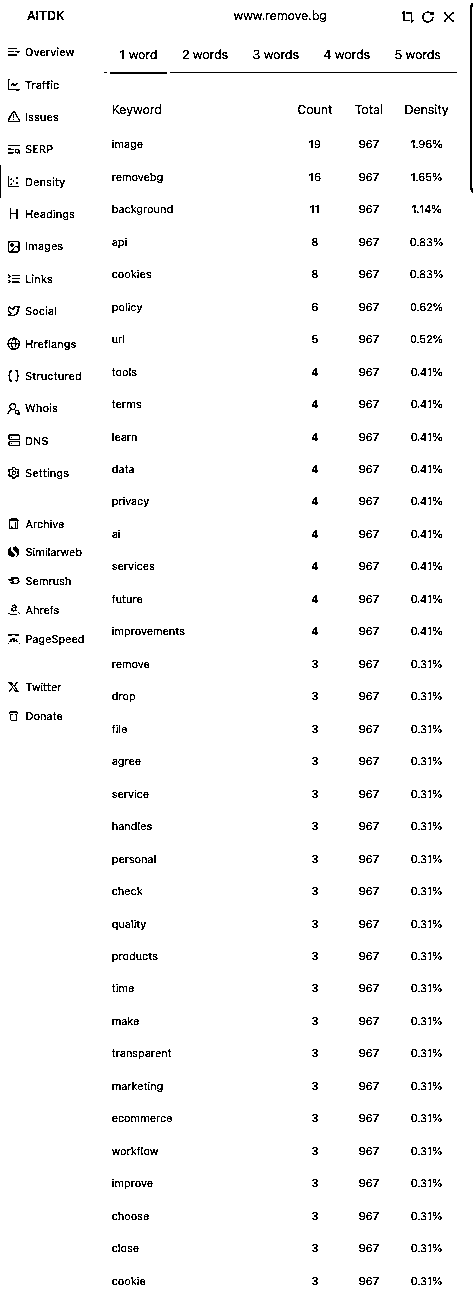 AITDK
www.remove.bg
Overview
Traffic
Issues
SERP
Density
Headings
Images
Links
Social
Hreflangs
Structured
Whois
DNS
Settings
Archive
Similarweb
Semrush
Ahrefs
PageSpeed
Twitter
Donate
1 word 2 words 3 words 4 words 5 words
Keyword Count Total Density
image 19 967 1.96%
removebg 16 967 1.65%
background 11 967 1.14%
api 8 967 0.83%
cookies 8 967 0.83%
policy 6 967 0.62%
url 5 967 0.52%
tools 4 967 0.41%
terms 4 967 0.41%
learn 4 967 0.41%
data 4 967 0.41%
privacy 4 967 0.41%
ai 4 967 0.41%
services 4 967 0.41%
future 4 967 0.41%
improvements 4 967 0.41%
remove 3 967 0.31%
drop 3 967 0.31%
file 3 967 0.31%
agree 3 967 0.31%
service 3 967 0.31%
handles 3 967 0.31%
personal 3 967 0.31%
check 3 967 0.31%
quality 3 967 0.31%
products 3 967 0.31%
time 3 967 0.31%
make 3 967 0.31%
transparent 3 967 0.31%
marketing 3 967 0.31%
ecommerce 3 967 0.31%
workflow 3 967 0.31%
improve 3 967 0.31%
choose 3 967 0.31%
close 3 967 0.31%
cookie 3 967 0.31%